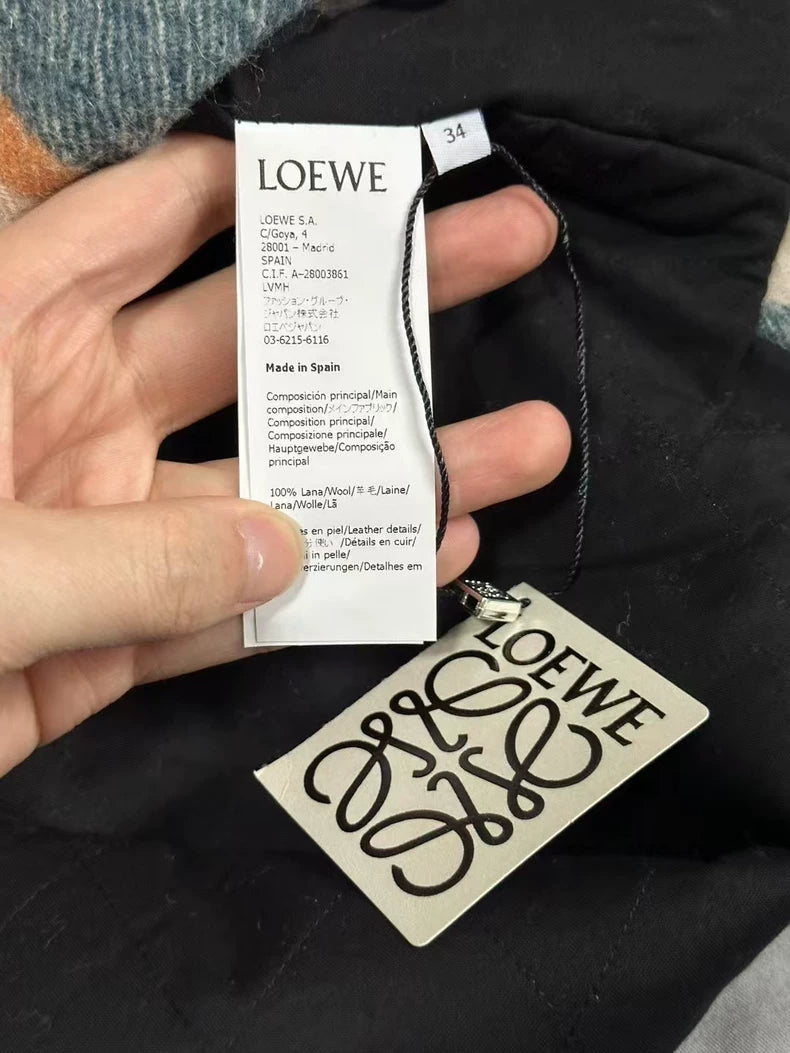 34
LOEWE
LOEWE S.A.
C/Goya, 4
28001 – Madrid
SPAIN
C.I.F. A-28003861
LVMH
ファッション・グループ・
ジャパン株式会社
ロエベジャパン
03-6215-6116
Made in Spain
Composición principal/Main
composition/メインファブリック/
Composition principal/
Composizione principale/
Hauptgewebe/Composição
principal
100% Lana/Wool/羊毛/Laine/
Lana/Wolle/Lã
es en piel/Leather details/
使い /Détails en cuir/
in pelle/
erzierungen/Detalhes em
LOEWE